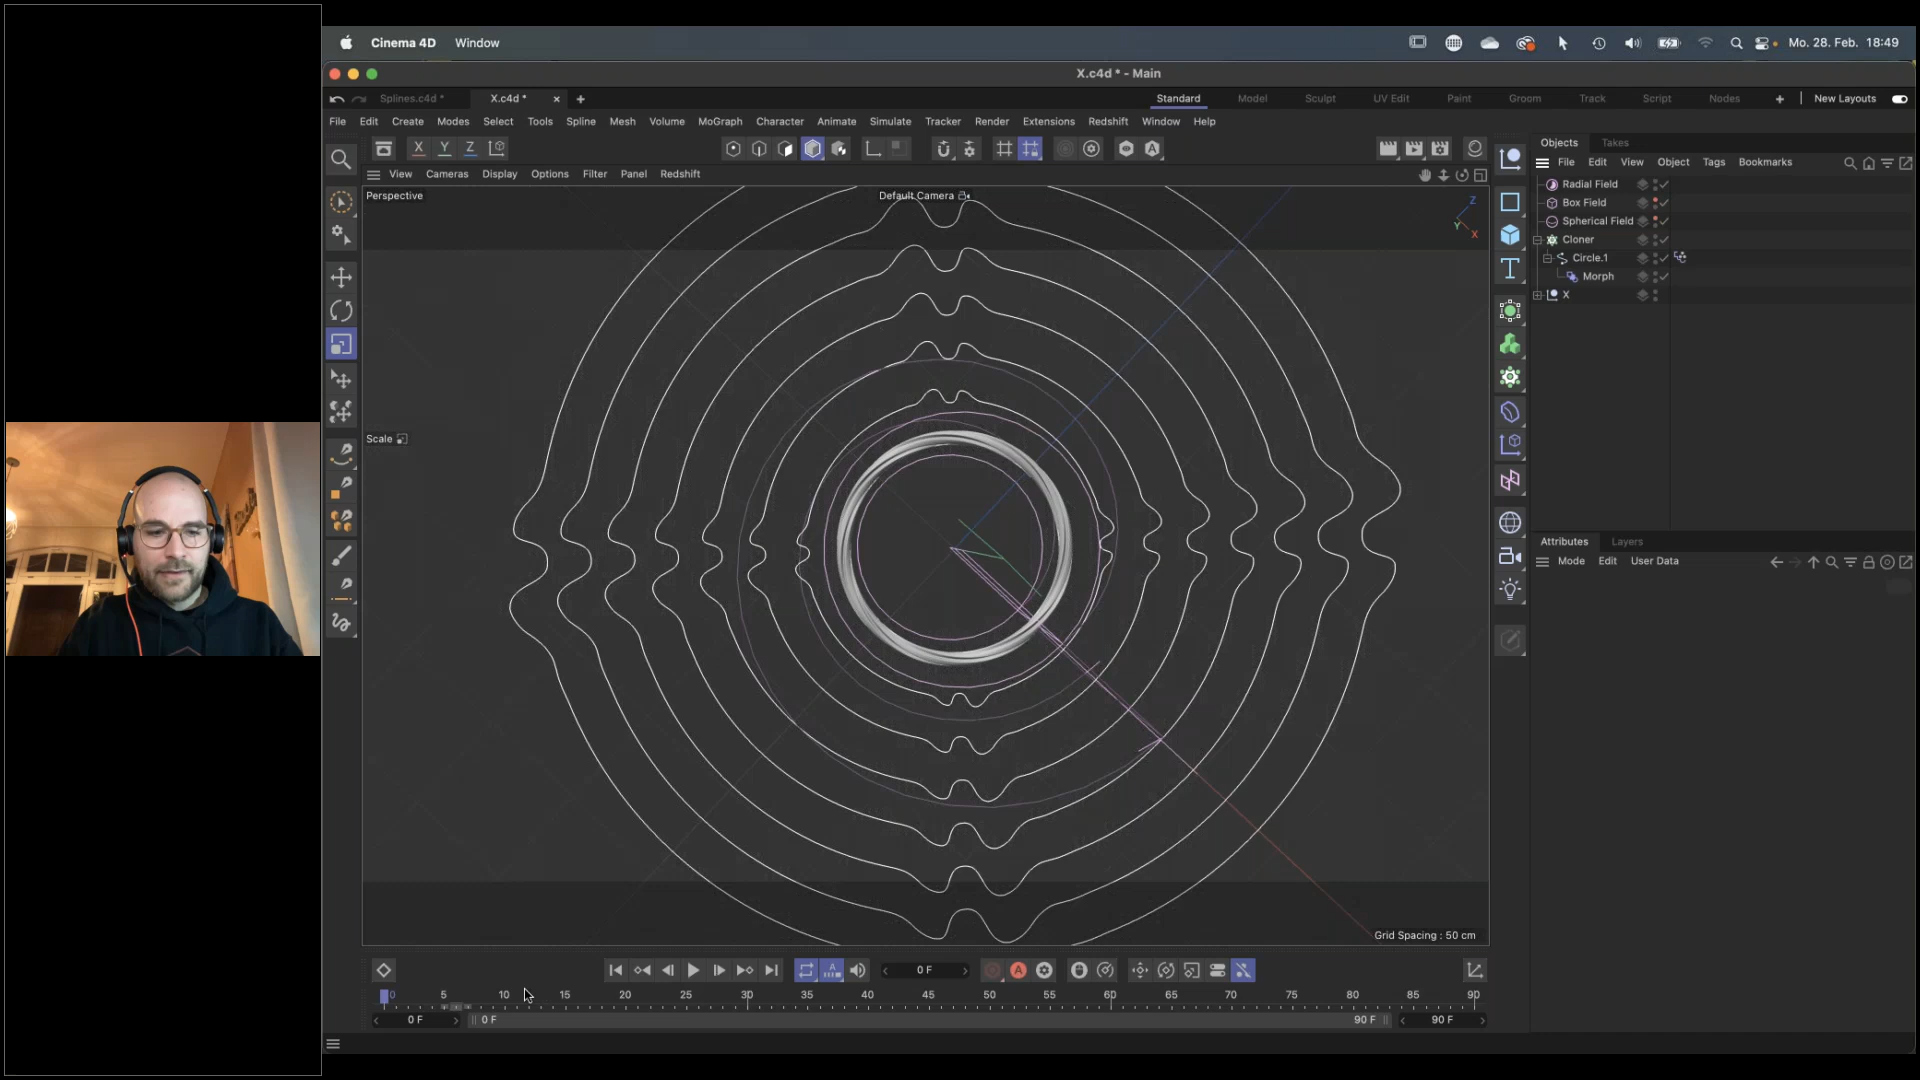 Cinema 4D Window
Mo. 28. Feb. 18:49
X.c4d * - Main
Splines.c4d * X.c4d *
Standard Model Sculpt UV Edit Paint Groom Track Script Nodes New Layouts
File Edit Create Modes Select Tools Spline Mesh Volume MoGraph Character Animate Simulate Tracker Render Extensions Redshift Window Help
Objects Takes
X Y Z
File Edit View Object Tags Bookmarks
View Cameras Display Options Filter Panel Redshift
Perspective
Default Camera
Radial Field
Box Field
Spherical Field
Cloner
Circle.1
Morph
X
Z
Y
X
Scale
Attributes Layers
Mode Edit User Data
Grid Spacing : 50 cm
0 F
0 5 10 15 20 25 30 35 40 45 50 55 60 65 70 75 80 85 90
0 F 0 F 90 F 90 F